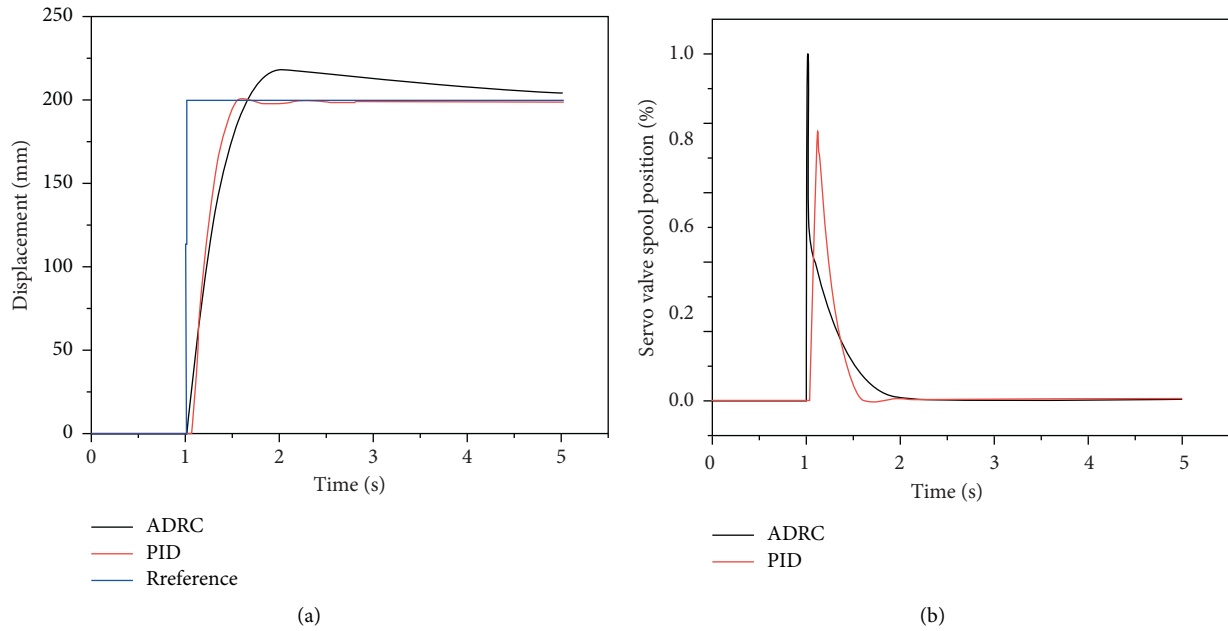 250
200
150
100
50
0
Displacement (mm)
0 1 2 3 4 5
Time (s)
ADRC
PID
Rreference
(a)
1.0
0.8
0.6
0.2
0.0
Servo valve spool position (%)
0 1 2 3 4 5
Time (s)
ADRC
PID
(b)